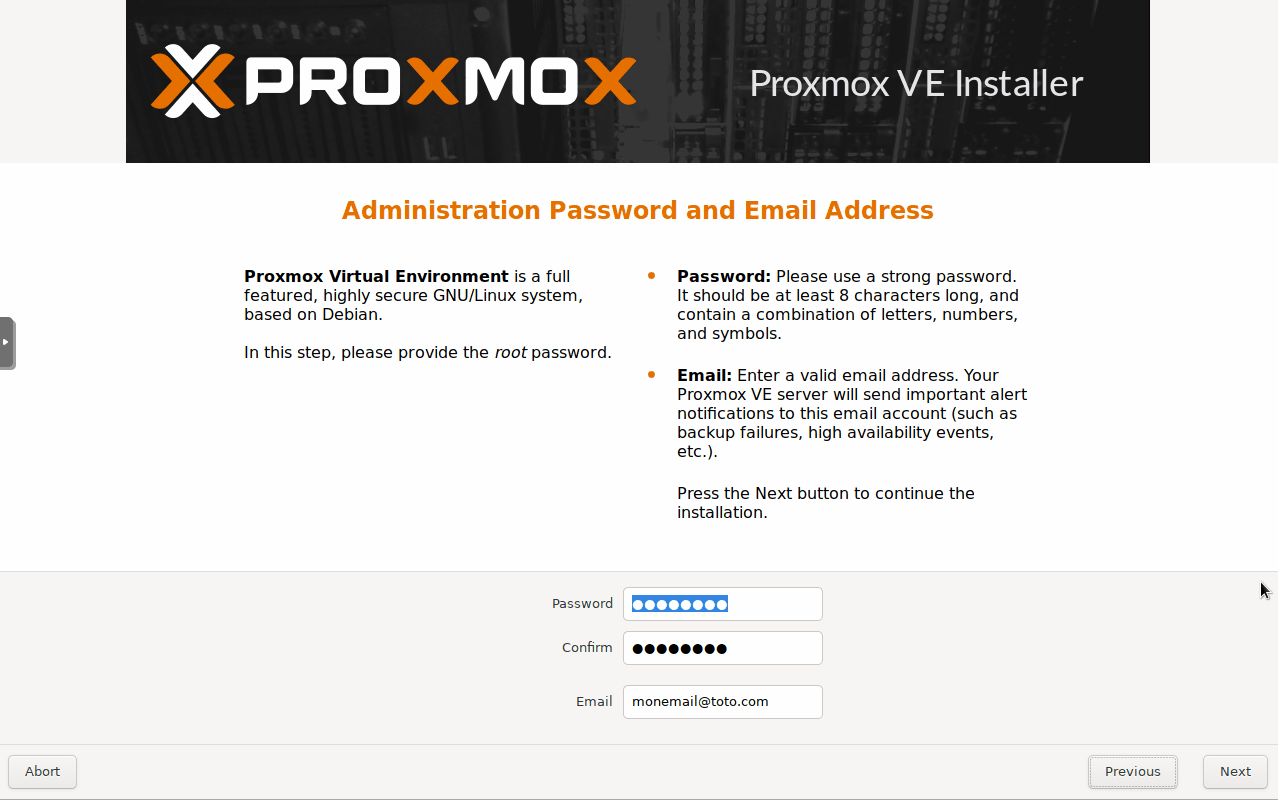 PROXMOX
Proxmox VE Installer
Administration Password and Email Address
Proxmox Virtual Environment is a full
featured, highly secure GNU/Linux system,
based on Debian.
In this step, please provide the root password.
Password: Please use a strong password.
It should be at least 8 characters long, and
contain a combination of letters, numbers,
and symbols.
Email: Enter a valid email address. Your
Proxmox VE server will send important alert
notifications to this email account (such as
backup failures, high availability events,
etc.).
Press the Next button to continue the
installation.
Password ●●●●●●●●
Confirm ●●●●●●●●
Email monemail@toto.com
Abort Previous Next